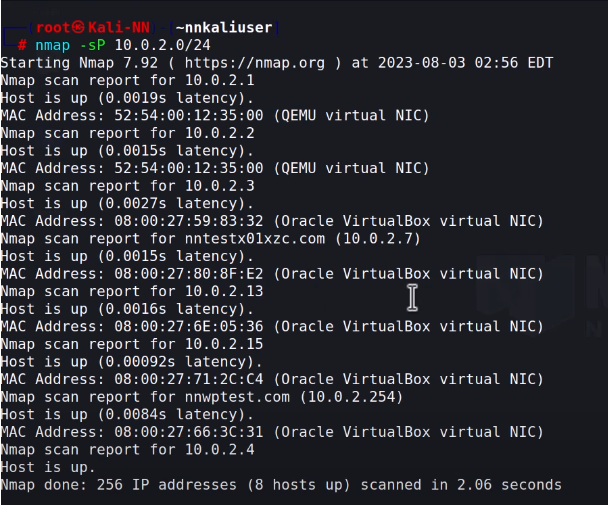 root㉿Kali-NN)-[~nnkaliuser
# nmap -sP 10.0.2.0/24
Starting Nmap 7.92 ( https://nmap.org ) at 2023-08-03 02:56 EDT
Nmap scan report for 10.0.2.1
Host is up (0.0019s latency).
MAC Address: 52:54:00:12:35:00 (QEMU virtual NIC)
Nmap scan report for 10.0.2.2
Host is up (0.0015s latency).
MAC Address: 52:54:00:12:35:00 (QEMU virtual NIC)
Nmap scan report for 10.0.2.3
Host is up (0.0027s latency).
MAC Address: 08:00:27:59:83:32 (Oracle VirtualBox virtual NIC)
Nmap scan report for nntestx01xzc.com (10.0.2.7)
Host is up (0.0015s latency).
MAC Address: 08:00:27:80:8F:E2 (Oracle VirtualBox virtual NIC)
Nmap scan report for 10.0.2.13
Host is up (0.0016s latency).
MAC Address: 08:00:27:6E:05:36 (Oracle VirtualBox virtual NIC)
Nmap scan report for 10.0.2.15
Host is up (0.00092s latency).
MAC Address: 08:00:27:71:2C:C4 (Oracle VirtualBox virtual NIC)
Nmap scan report for nnwptest.com (10.0.2.254)
Host is up (0.0084s latency).
MAC Address: 08:00:27:66:3C:31 (Oracle VirtualBox virtual NIC)
Nmap scan report for 10.0.2.4
Host is up.
Nmap done: 256 IP addresses (8 hosts up) scanned in 2.06 seconds